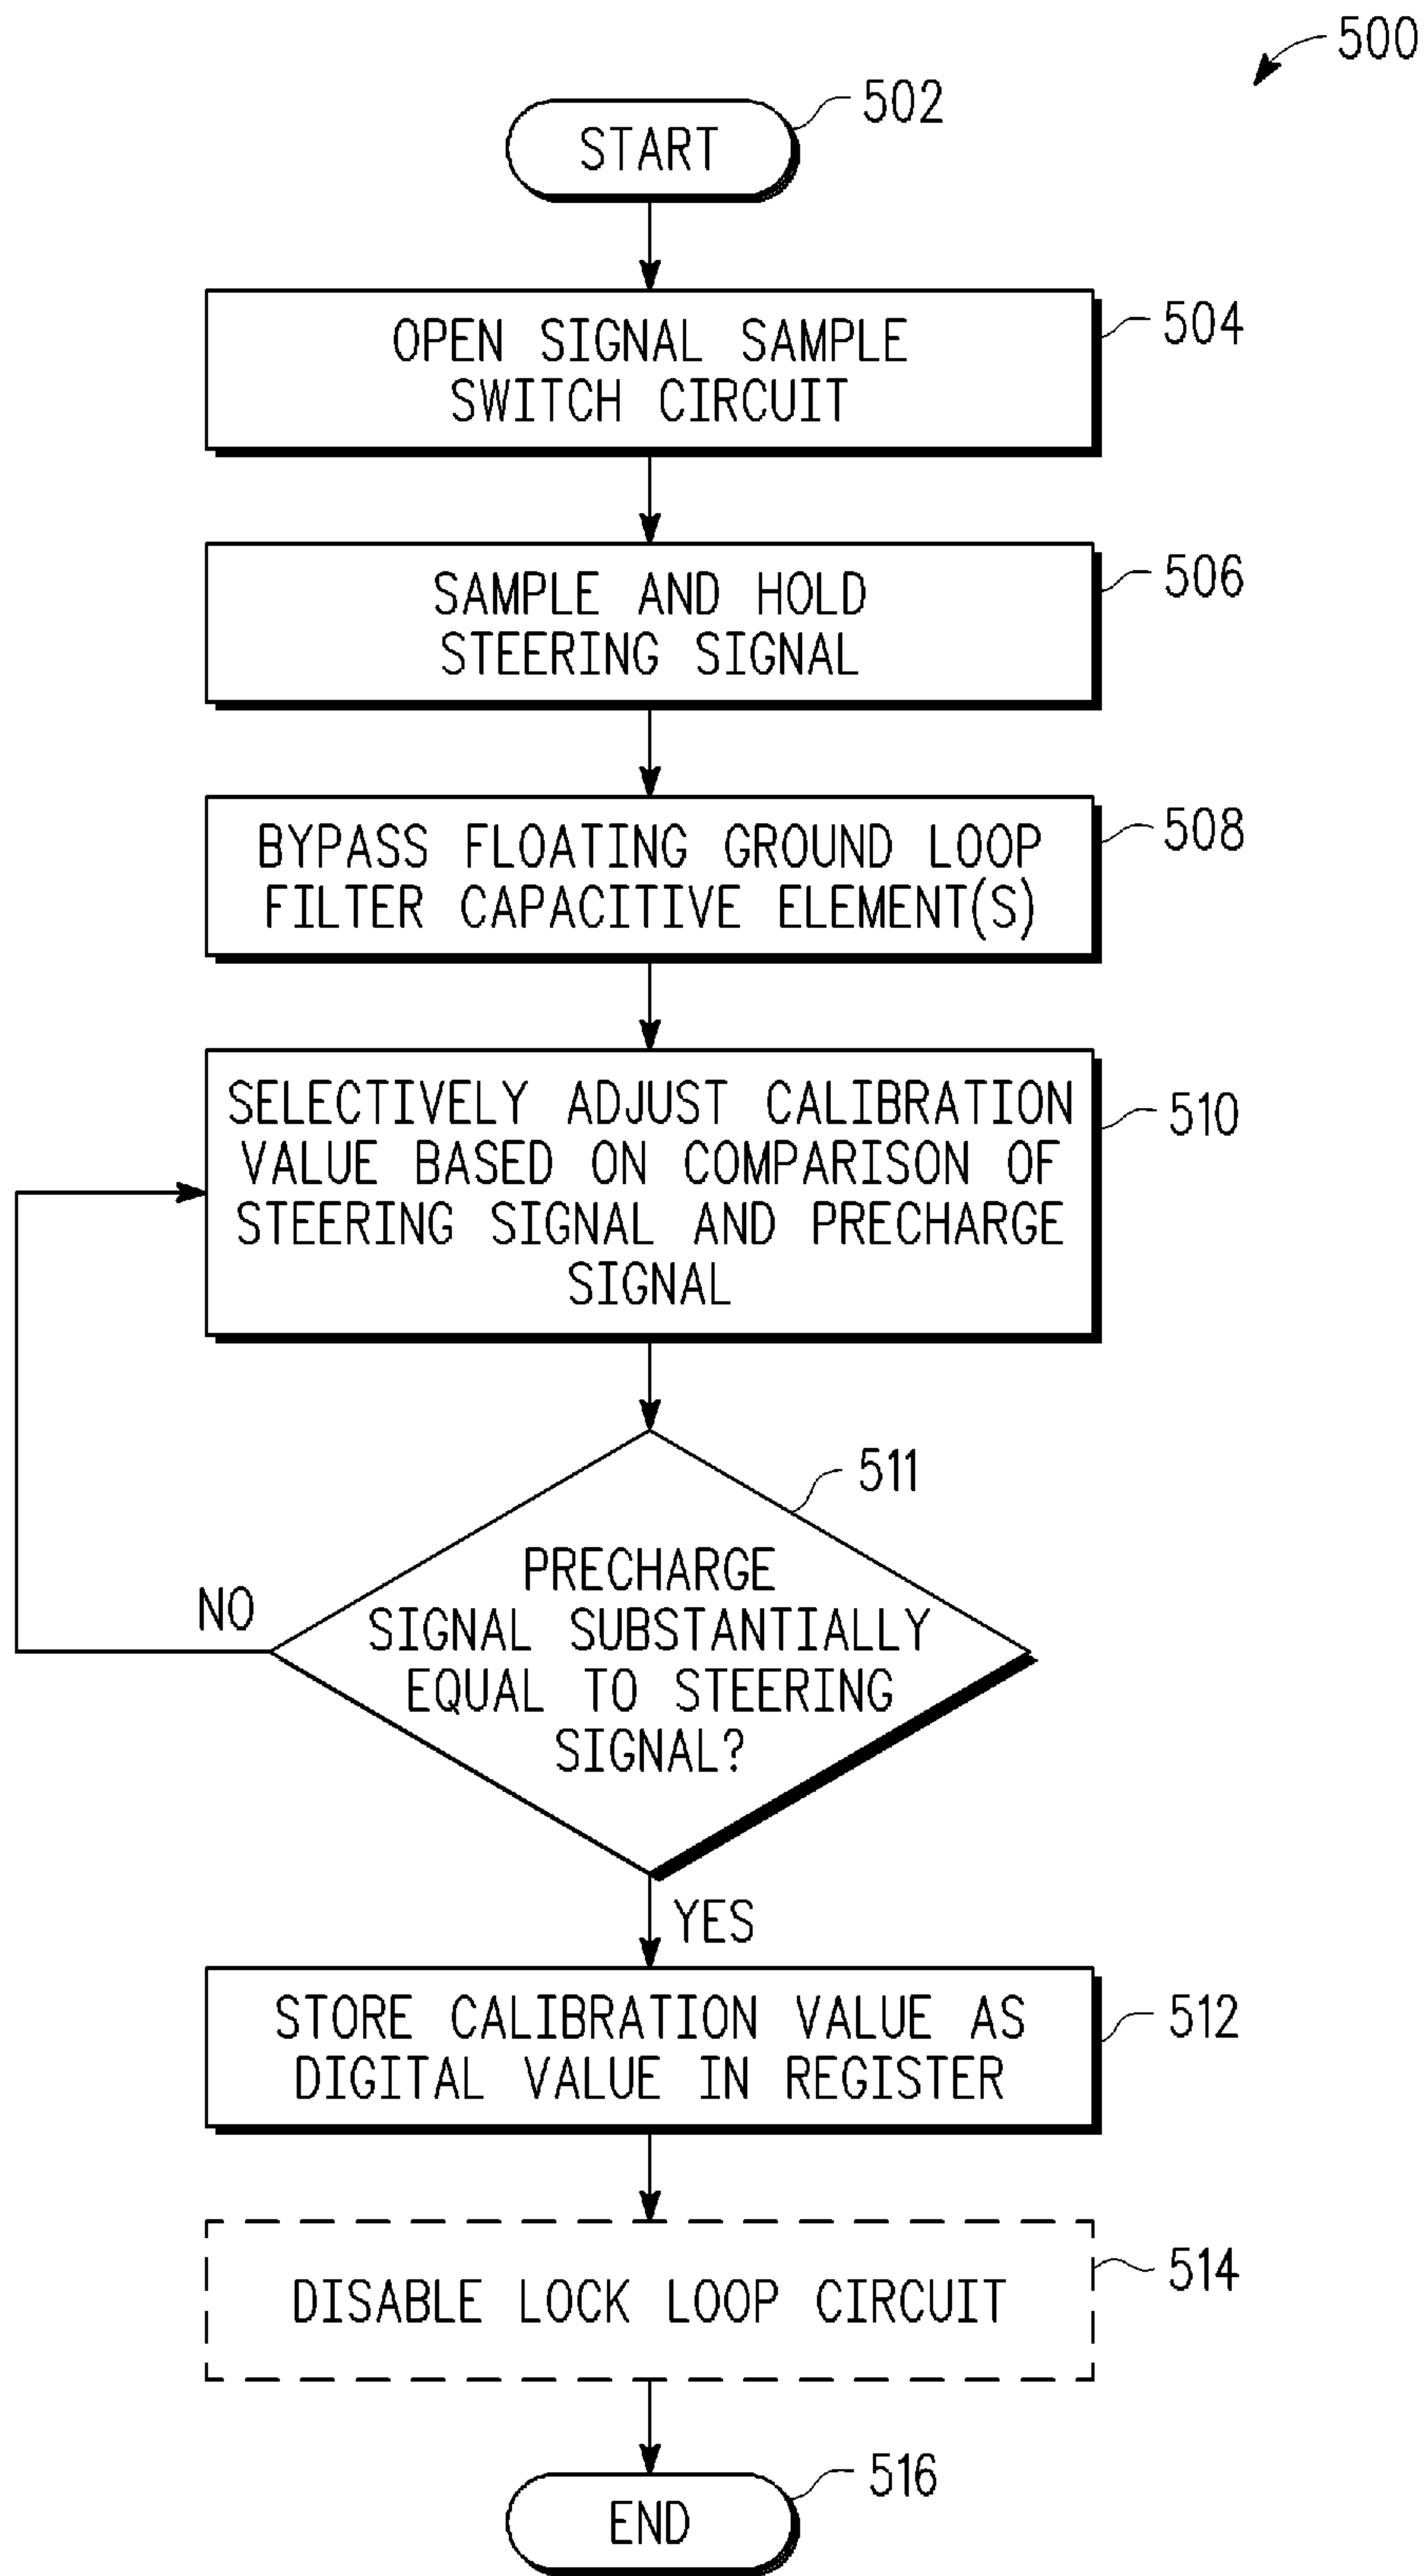 500
502
START
504
OPEN SIGNAL SAMPLE
SWITCH CIRCUIT
506
SAMPLE AND HOLD
STEERING SIGNAL
508
BYPASS FLOATING GROUND LOOP
FILTER CAPACITIVE ELEMENT(S)
510
SELECTIVELY ADJUST CALIBRATION
VALUE BASED ON COMPARISON OF
STEERING SIGNAL AND PRECHARGE
SIGNAL
511
PRECHARGE
SIGNAL SUBSTANTIALLY
EQUAL TO STEERING
SIGNAL?
NO
YES
512
STORE CALIBRATION VALUE AS
DIGITAL VALUE IN REGISTER
514
DISABLE LOCK LOOP CIRCUIT
516
END